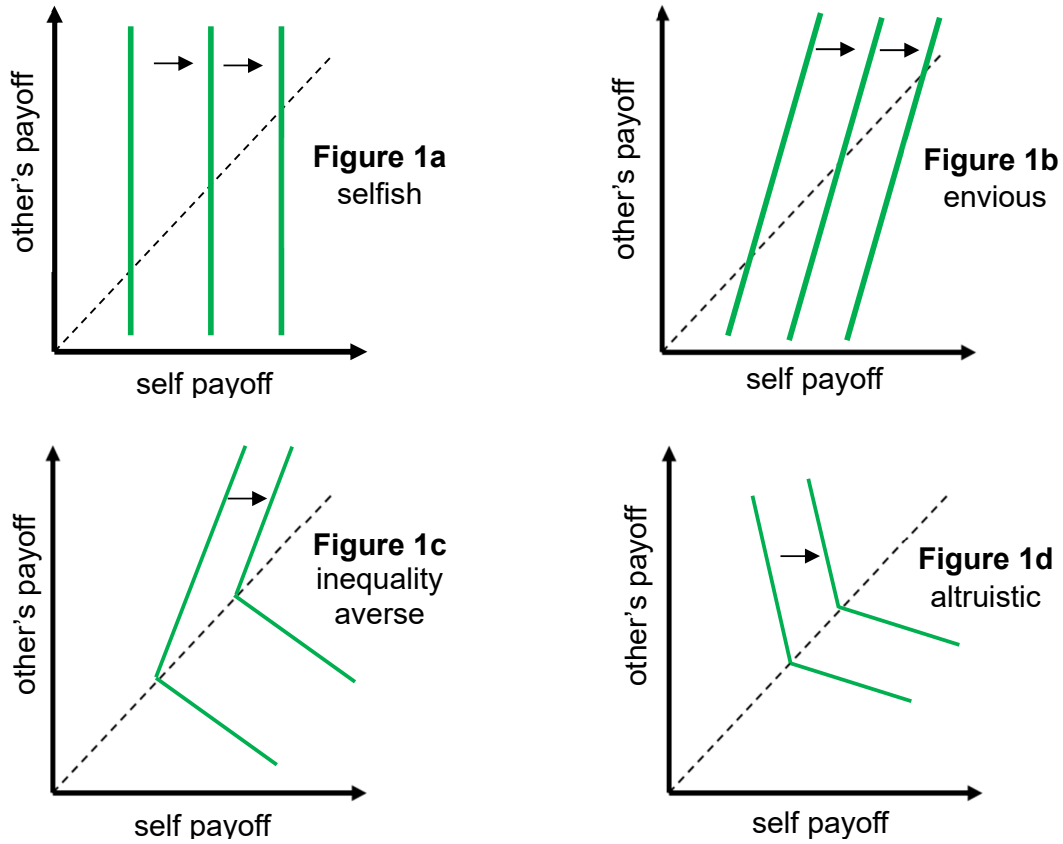 other's payoff
Figure 1a
selfish
self payoff
other's payoff
Figure 1b
envious
self payoff
other's payoff
Figure 1c
inequality
averse
self payoff
other's payoff
Figure 1d
altruistic
self payoff